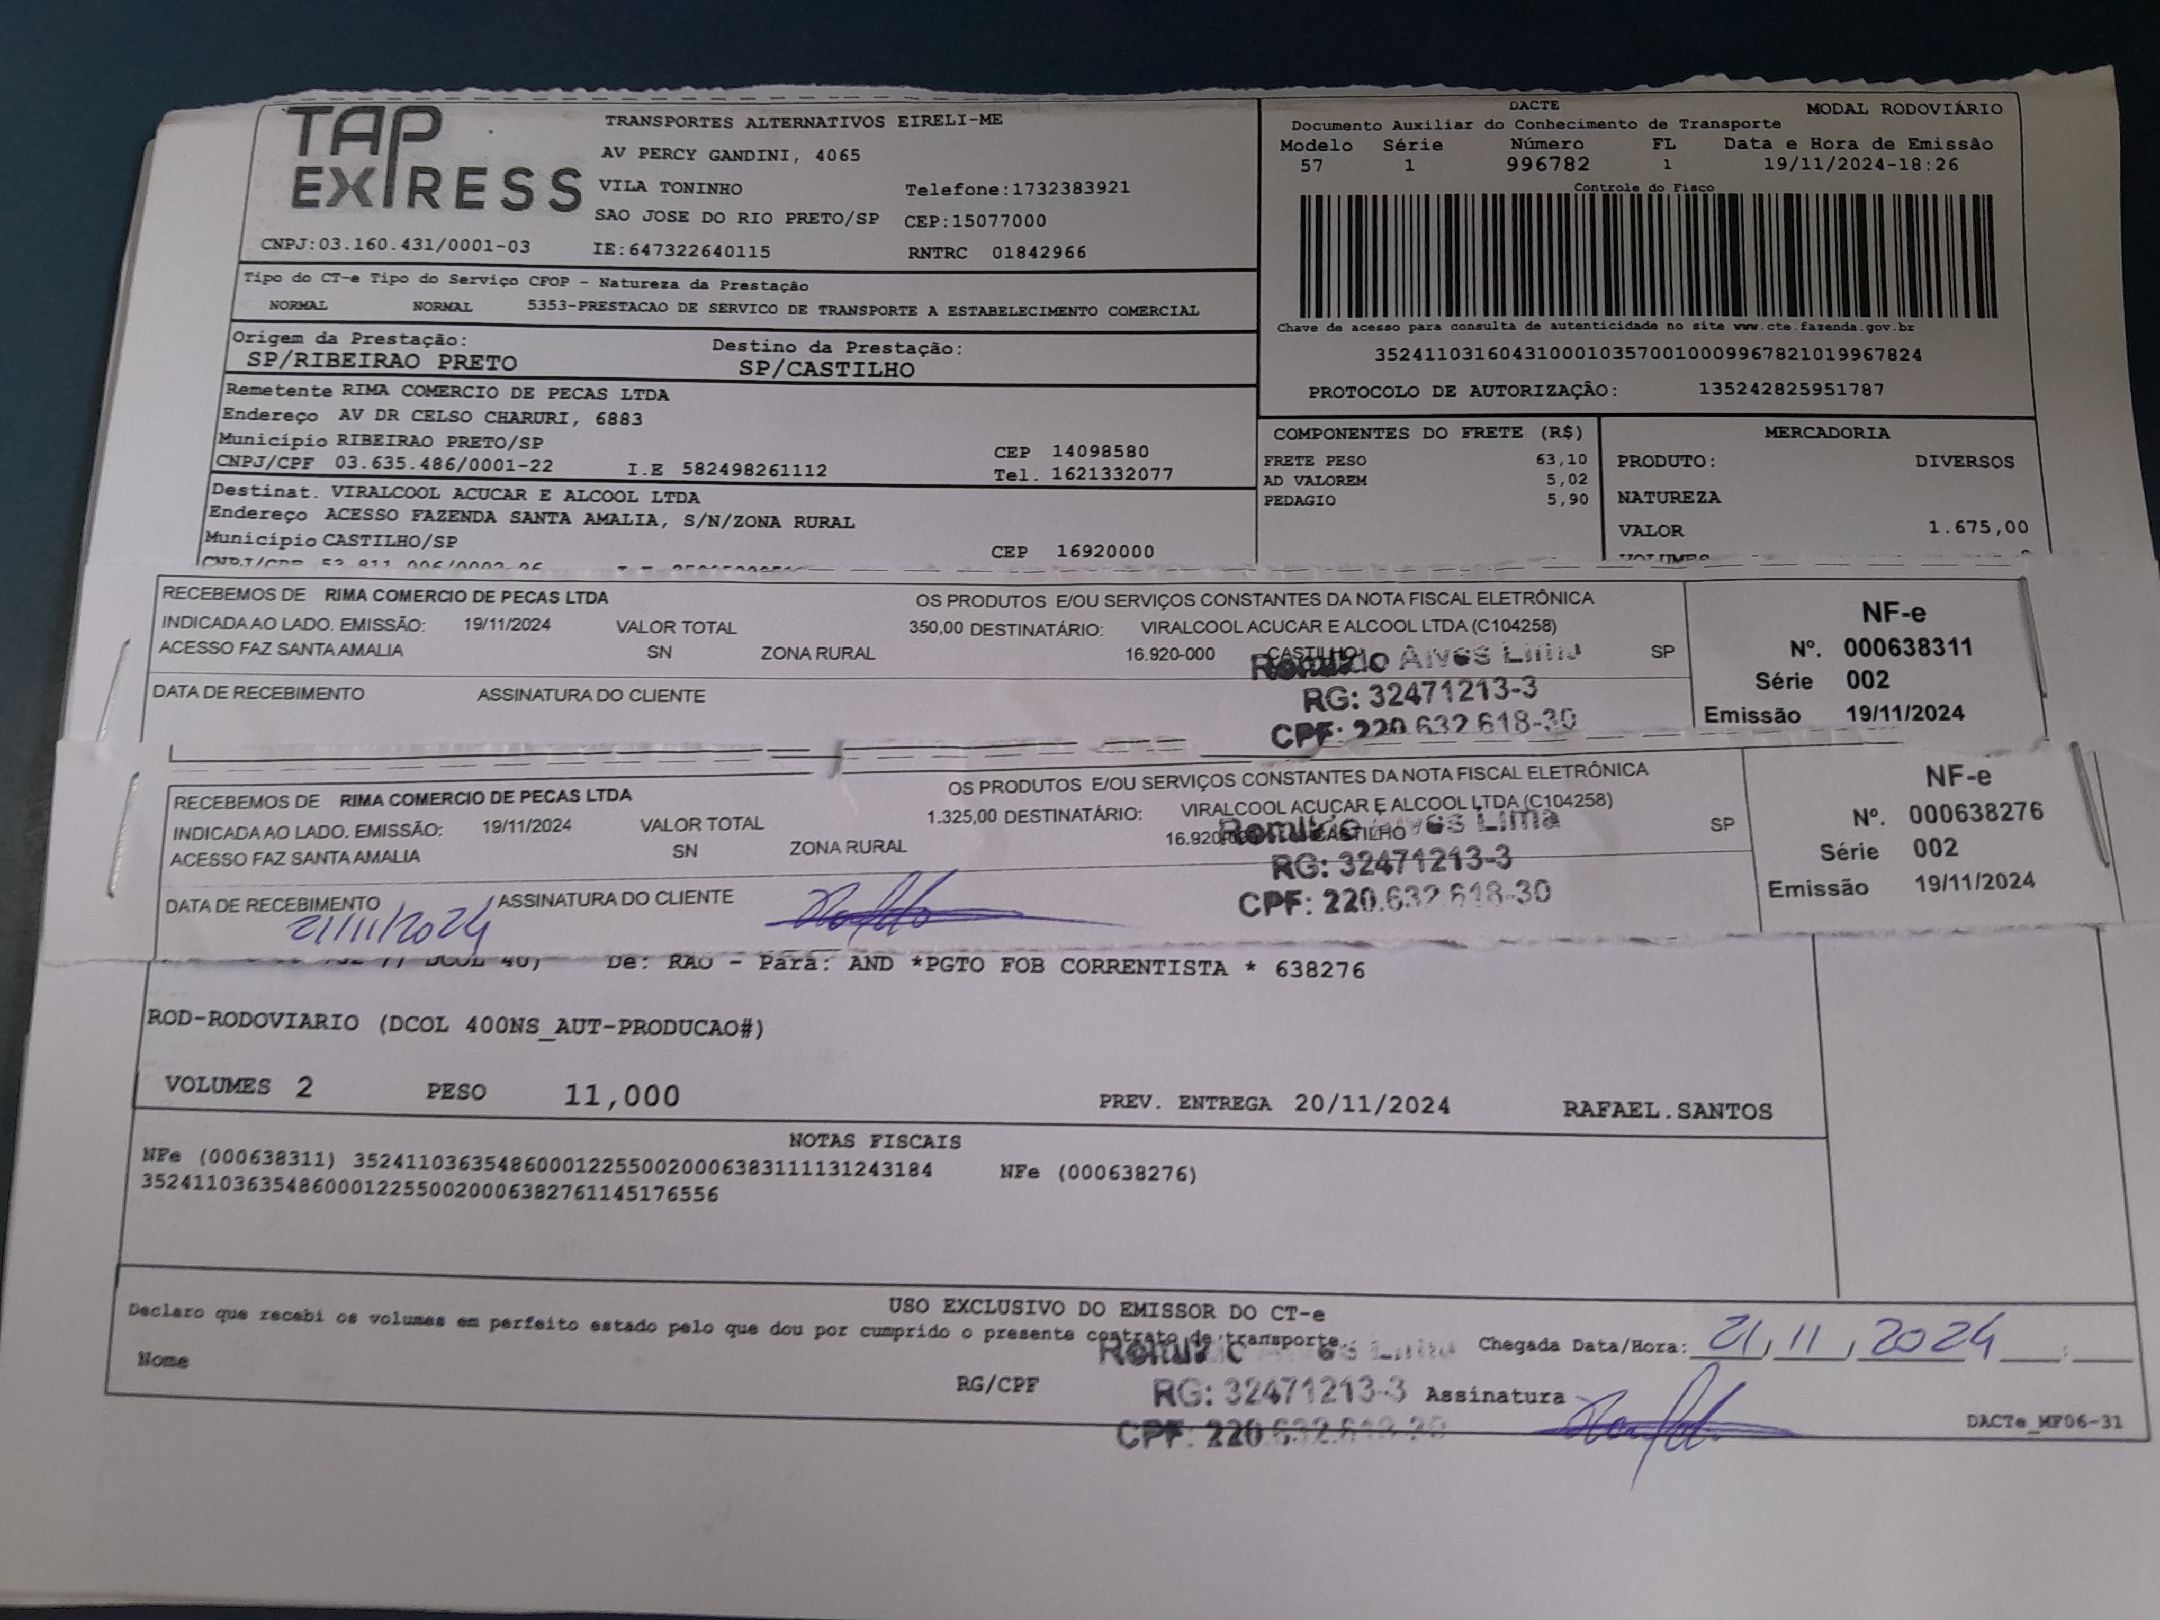 TAP EXPRESS
TRANSPORTES ALTERNATIVOS EIRELI-ME
AV PERCY GANDINI, 4065
VILA TONINHO Telefone:1732383921
SAO JOSE DO RIO PRETO/SP CEP:15077000
CNPJ:03.160.431/0001-03 IE:647322640115 RNTRC 01842966
DACTE MODAL RODOVIÁRIO
Documento Auxiliar do Conhecimento de Transporte
Modelo Série Número FL Data e Hora de Emissão
57 1 996782 1 19/11/2024-18:26
Controle do Fisco
Chave de acesso para consulta de autenticidade no site www.cte.fazenda.gov.br
35241103160431000103570010009967821019967824
PROTOCOLO DE AUTORIZAÇÃO: 135242825951787
Tipo do CT-e Tipo do Serviço CFOP - Natureza da Prestação
NORMAL NORMAL 5353-PRESTACAO DE SERVICO DE TRANSPORTE A ESTABELECIMENTO COMERCIAL
Origem da Prestação: Destino da Prestação:
SP/RIBEIRAO PRETO SP/CASTILHO
Remetente RIMA COMERCIO DE PECAS LTDA
Endereço AV DR CELSO CHARURI, 6883
Município RIBEIRAO PRETO/SP CEP 14098580
CNPJ/CPF 03.635.486/0001-22 I.E 582498261112 Tel. 1621332077
Destinat. VIRALCOOL ACUCAR E ALCOOL LTDA
Endereço ACESSO FAZENDA SANTA AMALIA, S/N/ZONA RURAL
Município CASTILHO/SP CEP 16920000
COMPONENTES DO FRETE (R$)
FRETE PESO 63,10
AD VALOREM 5,02
PEDAGIO 5,90
MERCADORIA
PRODUTO: DIVERSOS
NATUREZA
VALOR 1.675,00
VOLUMES
RECEBEMOS DE RIMA COMERCIO DE PECAS LTDA OS PRODUTOS E/OU SERVIÇOS CONSTANTES DA NOTA FISCAL ELETRÔNICA
INDICADA AO LADO. EMISSÃO: 19/11/2024 VALOR TOTAL 350,00 DESTINATÁRIO: VIRALCOOL ACUCAR E ALCOOL LTDA (C104258)
ACESSO FAZ SANTA AMALIA SN ZONA RURAL 16.920-000 CASTILHO SP
DATA DE RECEBIMENTO ASSINATURA DO CLIENTE
Alves Lima
RG: 32471213-3
CPF: 220.632.618-30
NF-e
Nº. 000638311
Série 002
Emissão 19/11/2024
RECEBEMOS DE RIMA COMERCIO DE PECAS LTDA OS PRODUTOS E/OU SERVIÇOS CONSTANTES DA NOTA FISCAL ELETRÔNICA
INDICADA AO LADO. EMISSÃO: 19/11/2024 VALOR TOTAL 1.325,00 DESTINATÁRIO: VIRALCOOL ACUCAR E ALCOOL LTDA (C104258)
ACESSO FAZ SANTA AMALIA SN ZONA RURAL CASTILHO SP
DATA DE RECEBIMENTO ASSINATURA DO CLIENTE
21/11/2024
Alves Lima
RG: 32471213-3
CPF: 220.632.618-30
NF-e
Nº. 000638276
Série 002
Emissão 19/11/2024
De: RAO - Para: AND *PGTO FOB CORRENTISTA * 638276
ROD-RODOVIARIO (DCOL 400NS_AUT-PRODUCAO#)
VOLUMES 2 PESO 11,000 PREV. ENTREGA 20/11/2024 RAFAEL.SANTOS
NOTAS FISCAIS
NFe (000638311) 35241103635486000122550020006383111131243184 NFe (000638276)
35241103635486000122550020006382761145176556
USO EXCLUSIVO DO EMISSOR DO CT-e
Declaro que recebi os volumes em perfeito estado pelo que dou por cumprido o presente contrato de transporte. Chegada Data/Hora: 21/11/2024
Nome RG/CPF Assinatura
RG: 32471213-3
CPF: 220
DACTe_MF06-31